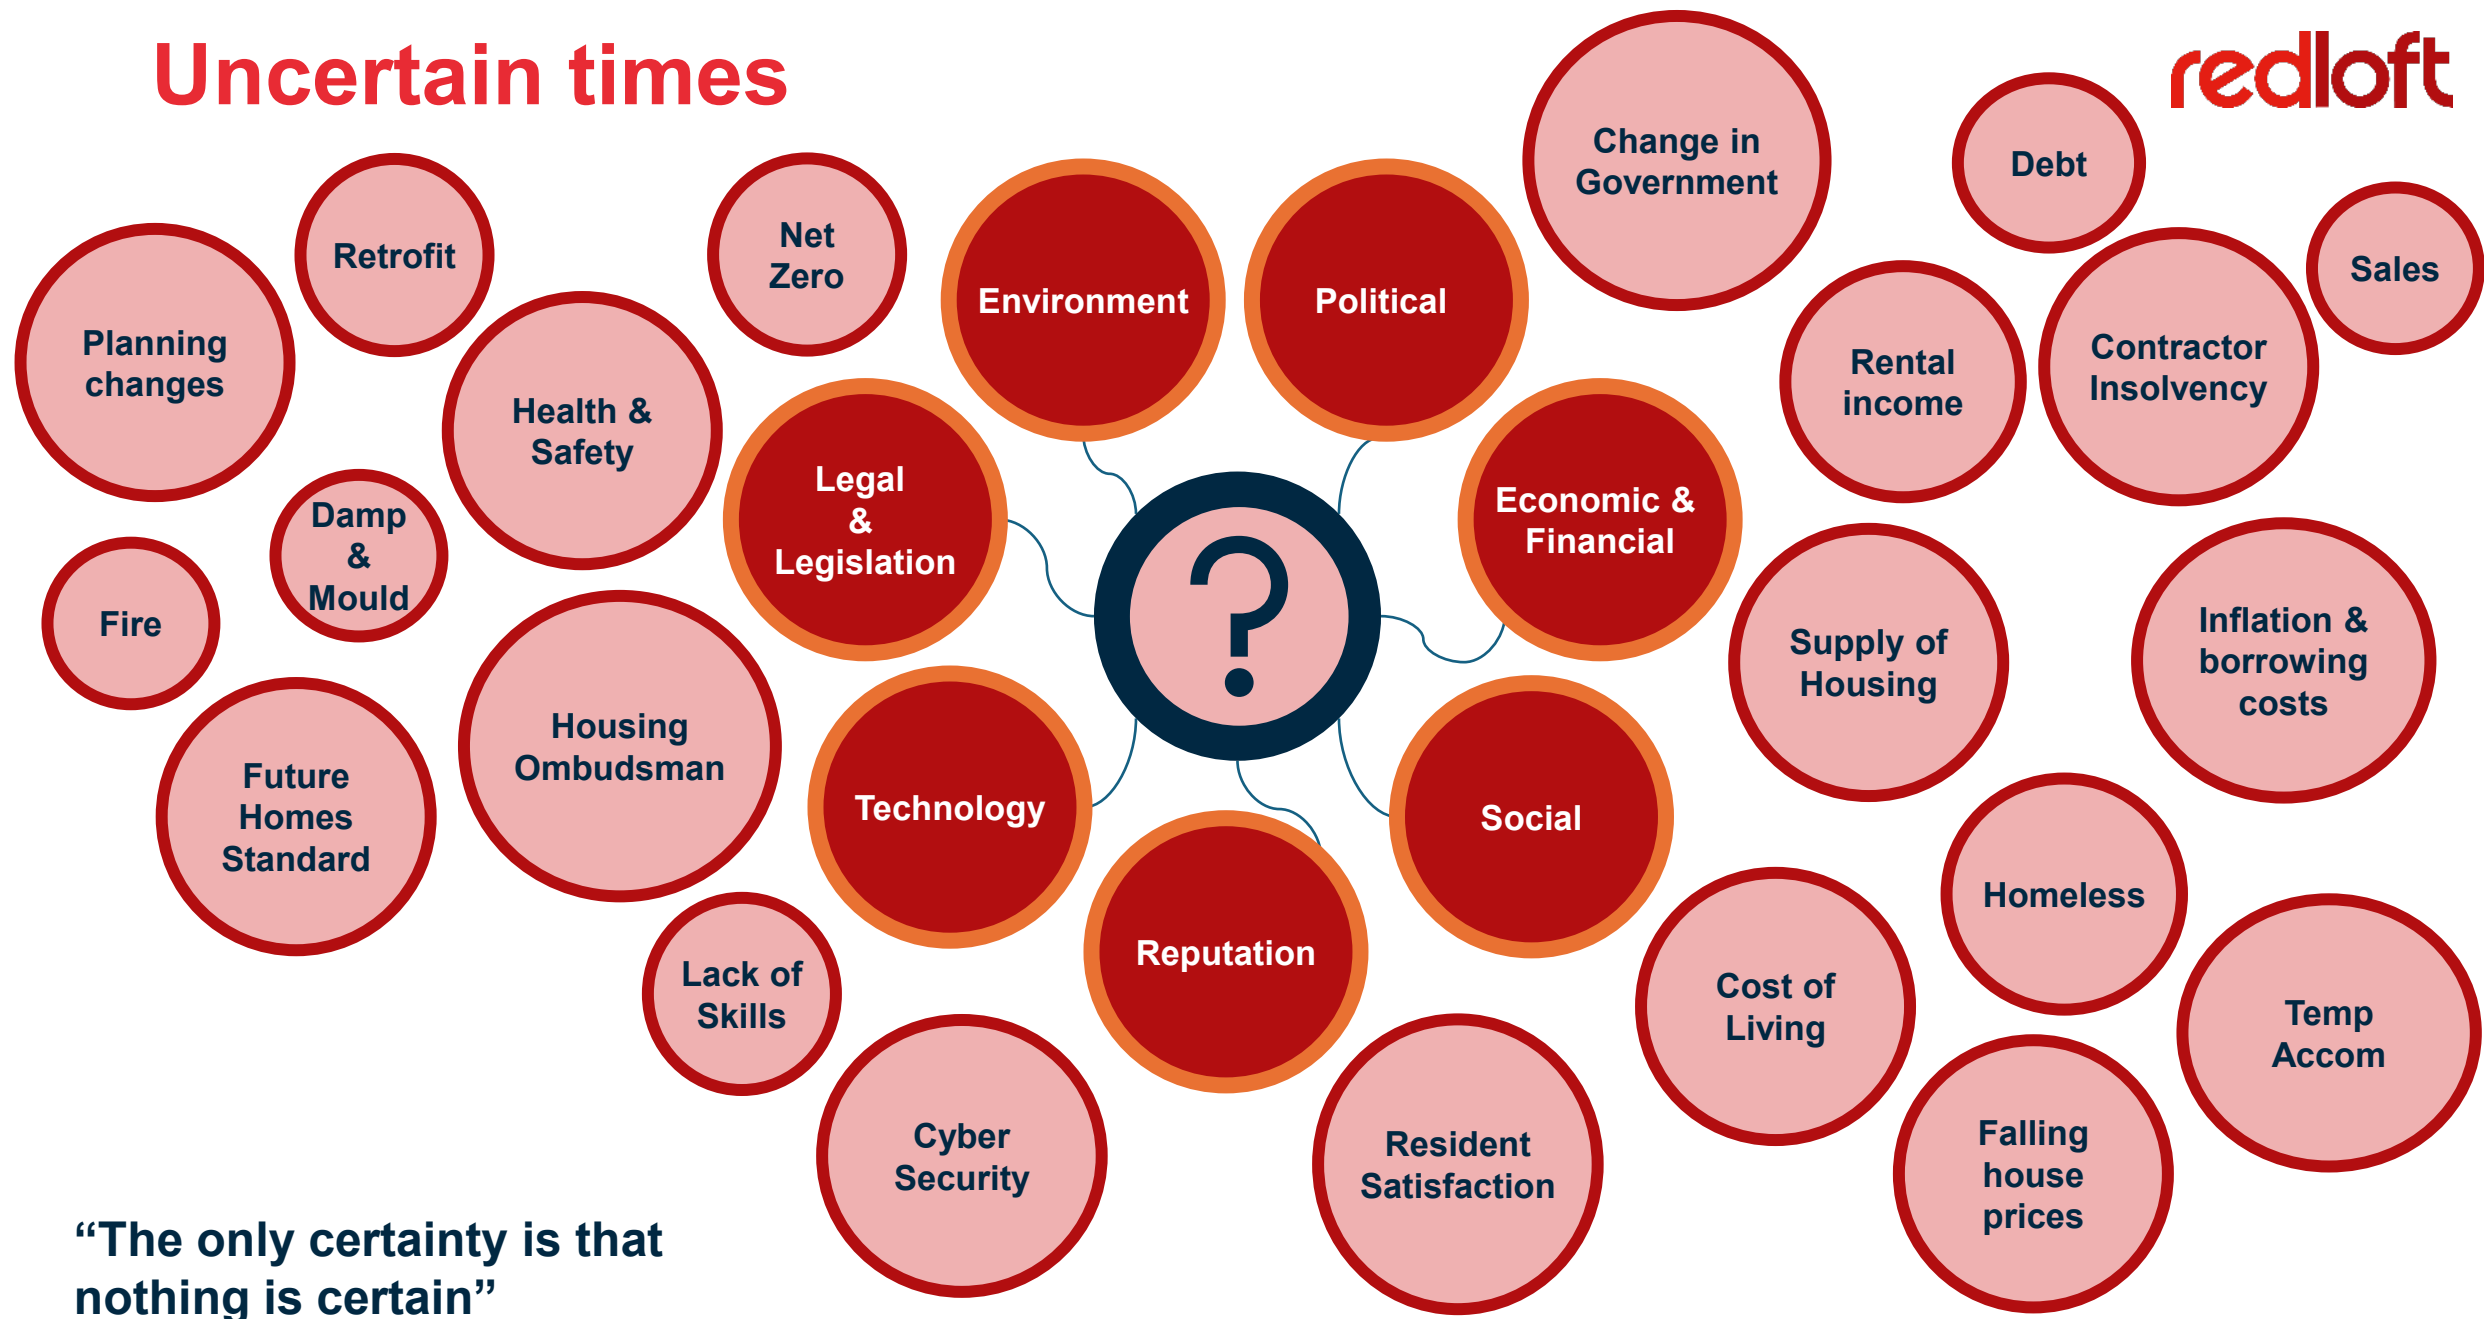 Uncertain times
redloft
Change in
Government
Debt
Sales
Retrofit
Net
Zero
Planning
changes
Environment
Political
Rental
income
Contractor
Insolvency
Health &
Safety
Legal
&
Legislation
Economic &
Financial
Damp
&
Mould
Fire
?
Supply of
Housing
Inflation &
borrowing
costs
Housing
Ombudsman
Future
Homes
Standard
Technology
Social
Homeless
Reputation
Lack of
Skills
Cost of
Living
Temp
Accom
Cyber
Security
Resident
Satisfaction
Falling
house
prices
“The only certainty is that
nothing is certain”